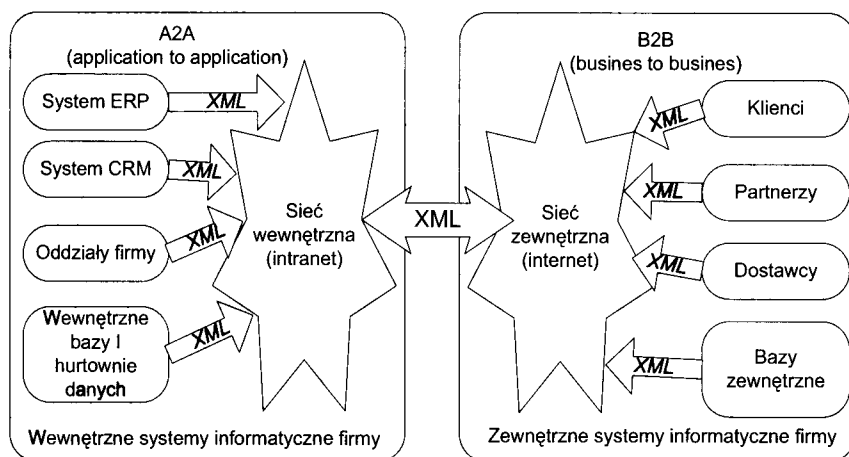 A2A
(application to application)
System ERP
XML
System CRM
XML
Oddziały firmy
XML
Wewnętrzne
bazy I
hurtownie
danych
XML
Sieć
wewnętrzna
(intranet)
Wewnętrzne systemy informatyczne firmy
XML
B2B
(busines to busines)
Sieć
zewnętrzna
(internet)
XML
Klienci
XML
Partnerzy
XML
Dostawcy
XML
Bazy
zewnętrzne
Zewnętrzne systemy informatyczne firmy